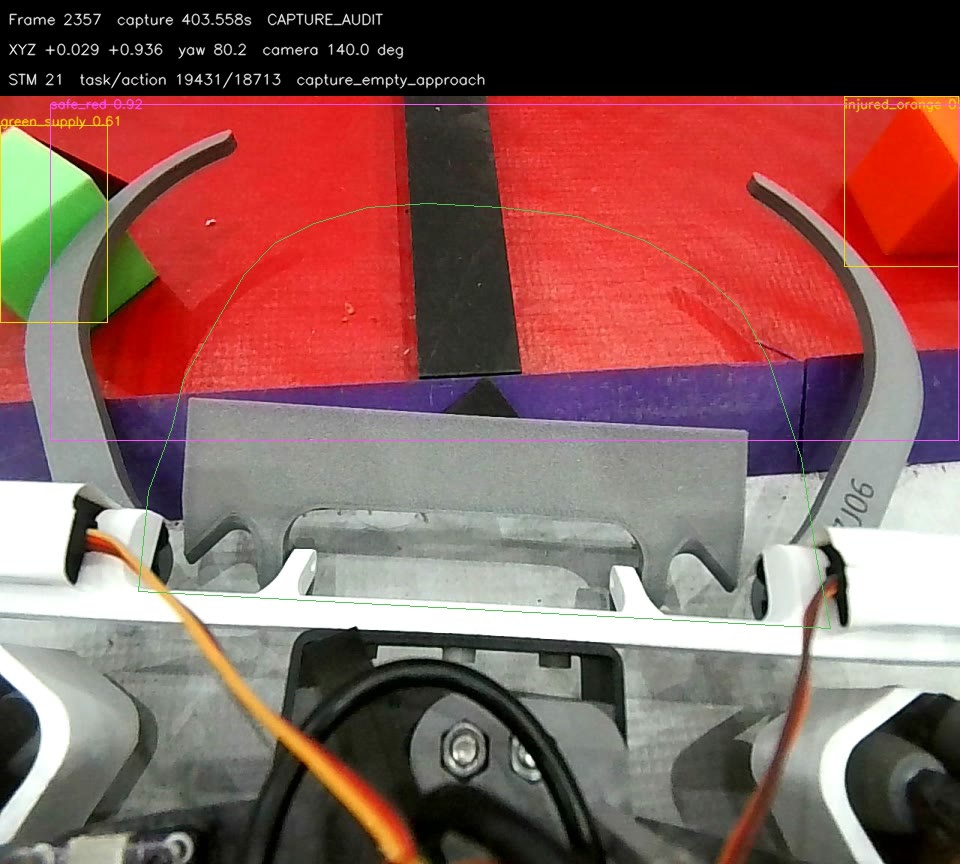 Frame 2357 capture 403.558s CAPTURE_AUDIT
XYZ +0.029 +0.936 yaw 80.2 camera 140.0 deg
STM 21 task/action 19431/18713 capture_empty_approach
safe_red 0.92
injured_orange 0.
green_supply 0.61